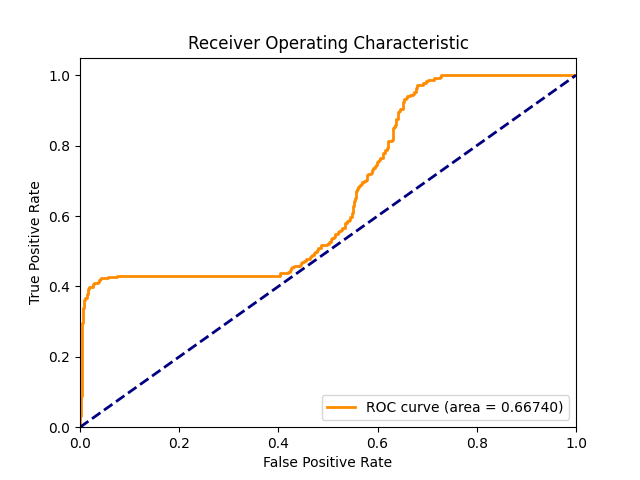 Receiver Operating Characteristic
True Positive Rate
1.0
0.8
0.6
0.4
0.2
0.0
ROC curve (area = 0.66740)
0.0 0.2 0.4 0.6 0.8 1.0
False Positive Rate